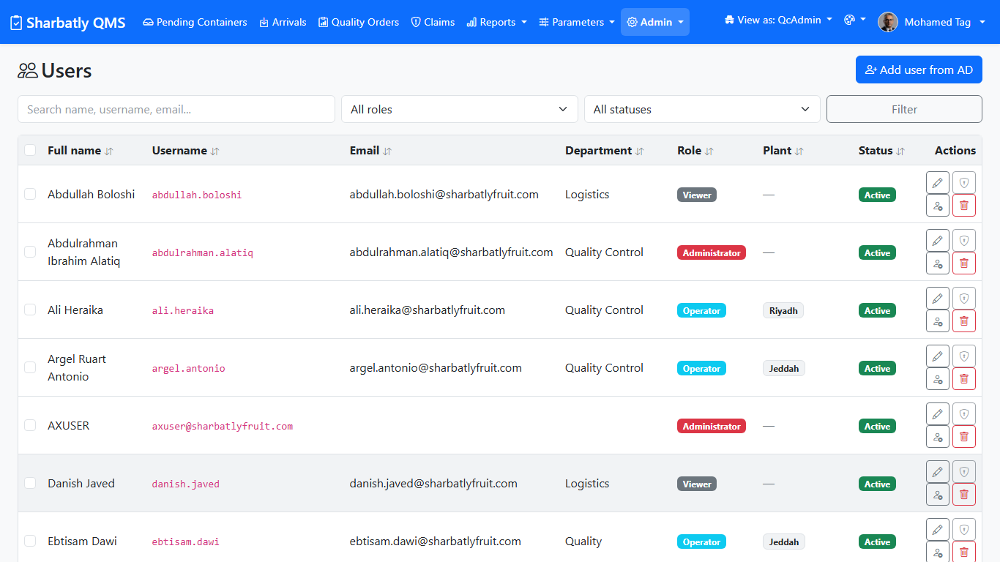 Sharbatly QMS Pending Containers Arrivals Quality Orders Claims Reports Parameters Admin View as: QcAdmin Mohamed Tag
Users Add user from AD
Search name, username, email... All roles All statuses Filter
Full name Username Email Department Role Plant Status Actions
Abdullah Boloshi abdullah.boloshi abdullah.boloshi@sharbatlyfruit.com Logistics Viewer — Active
Abdulrahman
Ibrahim Alatiq abdulrahman.alatiq abdulrahman.alatiq@sharbatlyfruit.com Quality Control Administrator — Active
Ali Heraika ali.heraika ali.heraika@sharbatlyfruit.com Quality Control Operator Riyadh Active
Argel Ruart
Antonio argel.antonio argel.antonio@sharbatlyfruit.com Quality Control Operator Jeddah Active
AXUSER axuser@sharbatlyfruit.com Administrator — Active
Danish Javed danish.javed danish.javed@sharbatlyfruit.com Logistics Viewer — Active
Ebtisam Dawi ebtisam.dawi ebtisam.dawi@sharbatlyfruit.com Quality Operator Jeddah Active